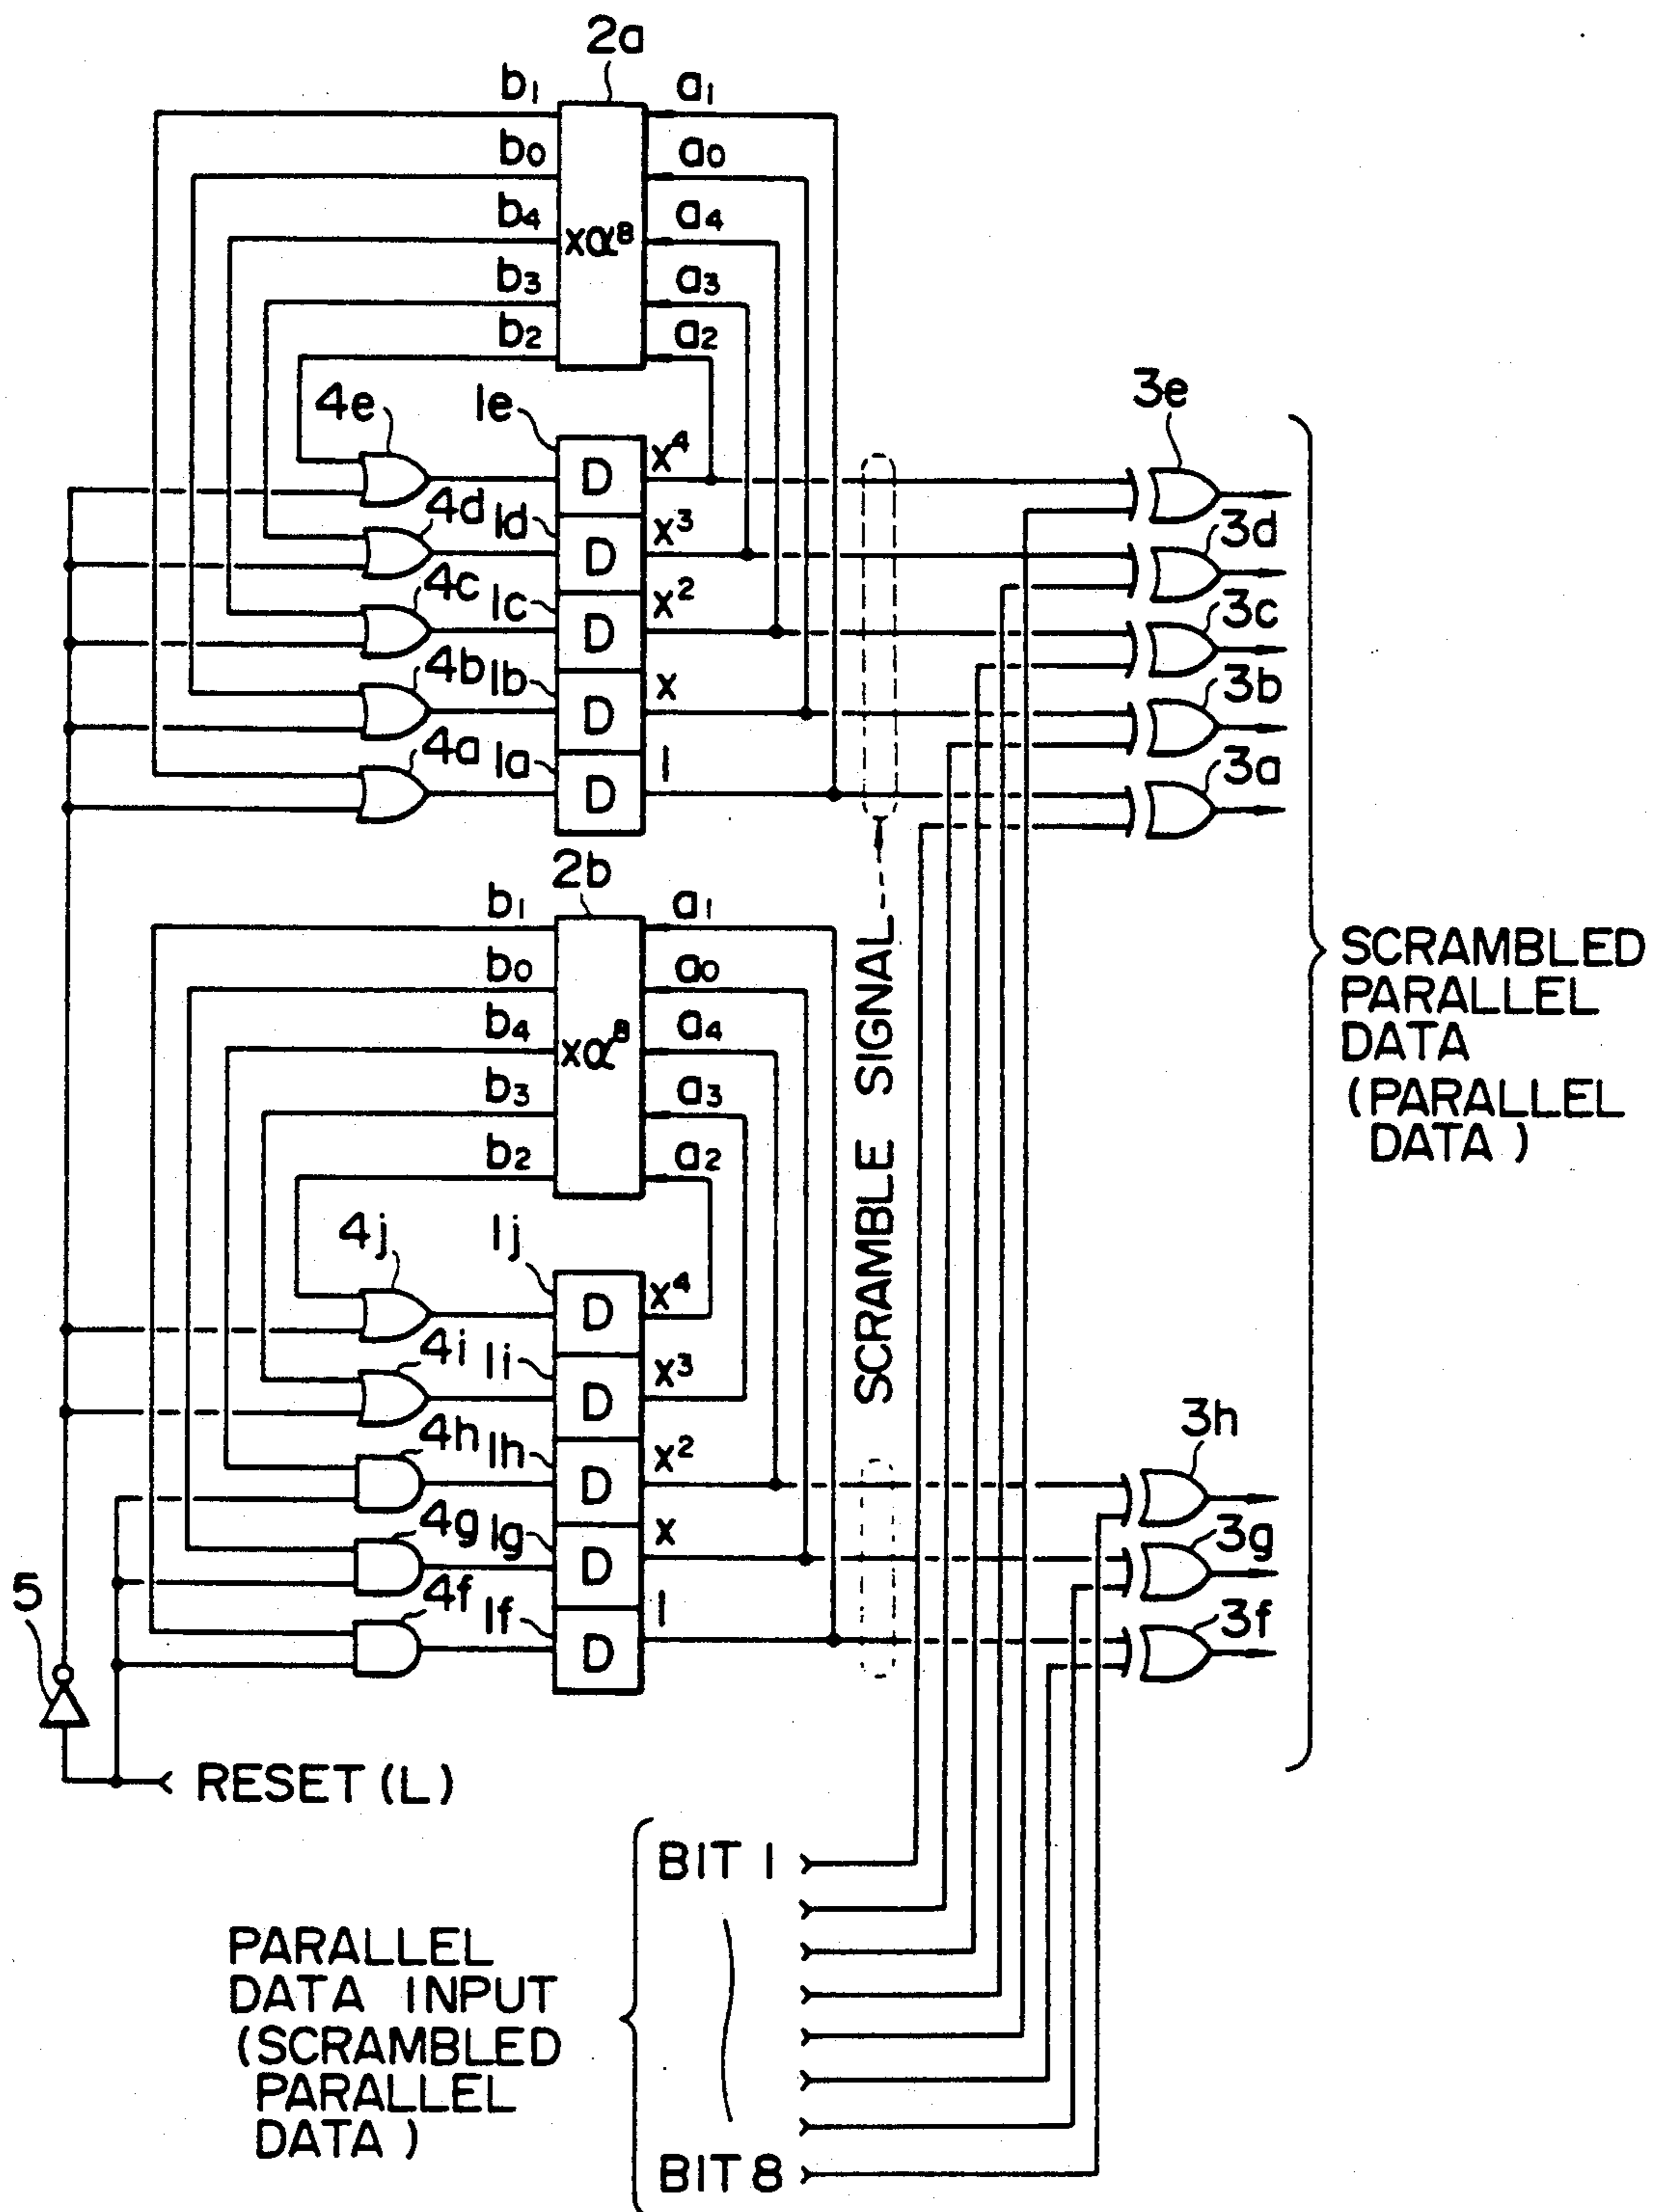 2a
b₁ a₁
b₀ a₀
b₄ a₄
xα⁸
b₃ a₃
b₂ a₂
4e 1e x⁴ 3e
D
4d 1d x³ 3d
D
4c 1c x² 3c
D
4b 1b x 3b
D
4a 1a 1 3a
D
2b
b₁ a₁
b₀ a₀
b₄ a₄
xα⁸
b₃ a₃
b₂ a₂
SCRAMBLE SIGNAL
SCRAMBLED
PARALLEL
DATA
(PARALLEL
DATA)
4j 1j x⁴
D
4i 1i x³
D
4h 1h x² 3h
D
4g 1g x 3g
D
4f 1f 1 3f
D
5
RESET (L)
BIT 1
PARALLEL
DATA INPUT
(SCRAMBLED
PARALLEL
DATA)
BIT 8